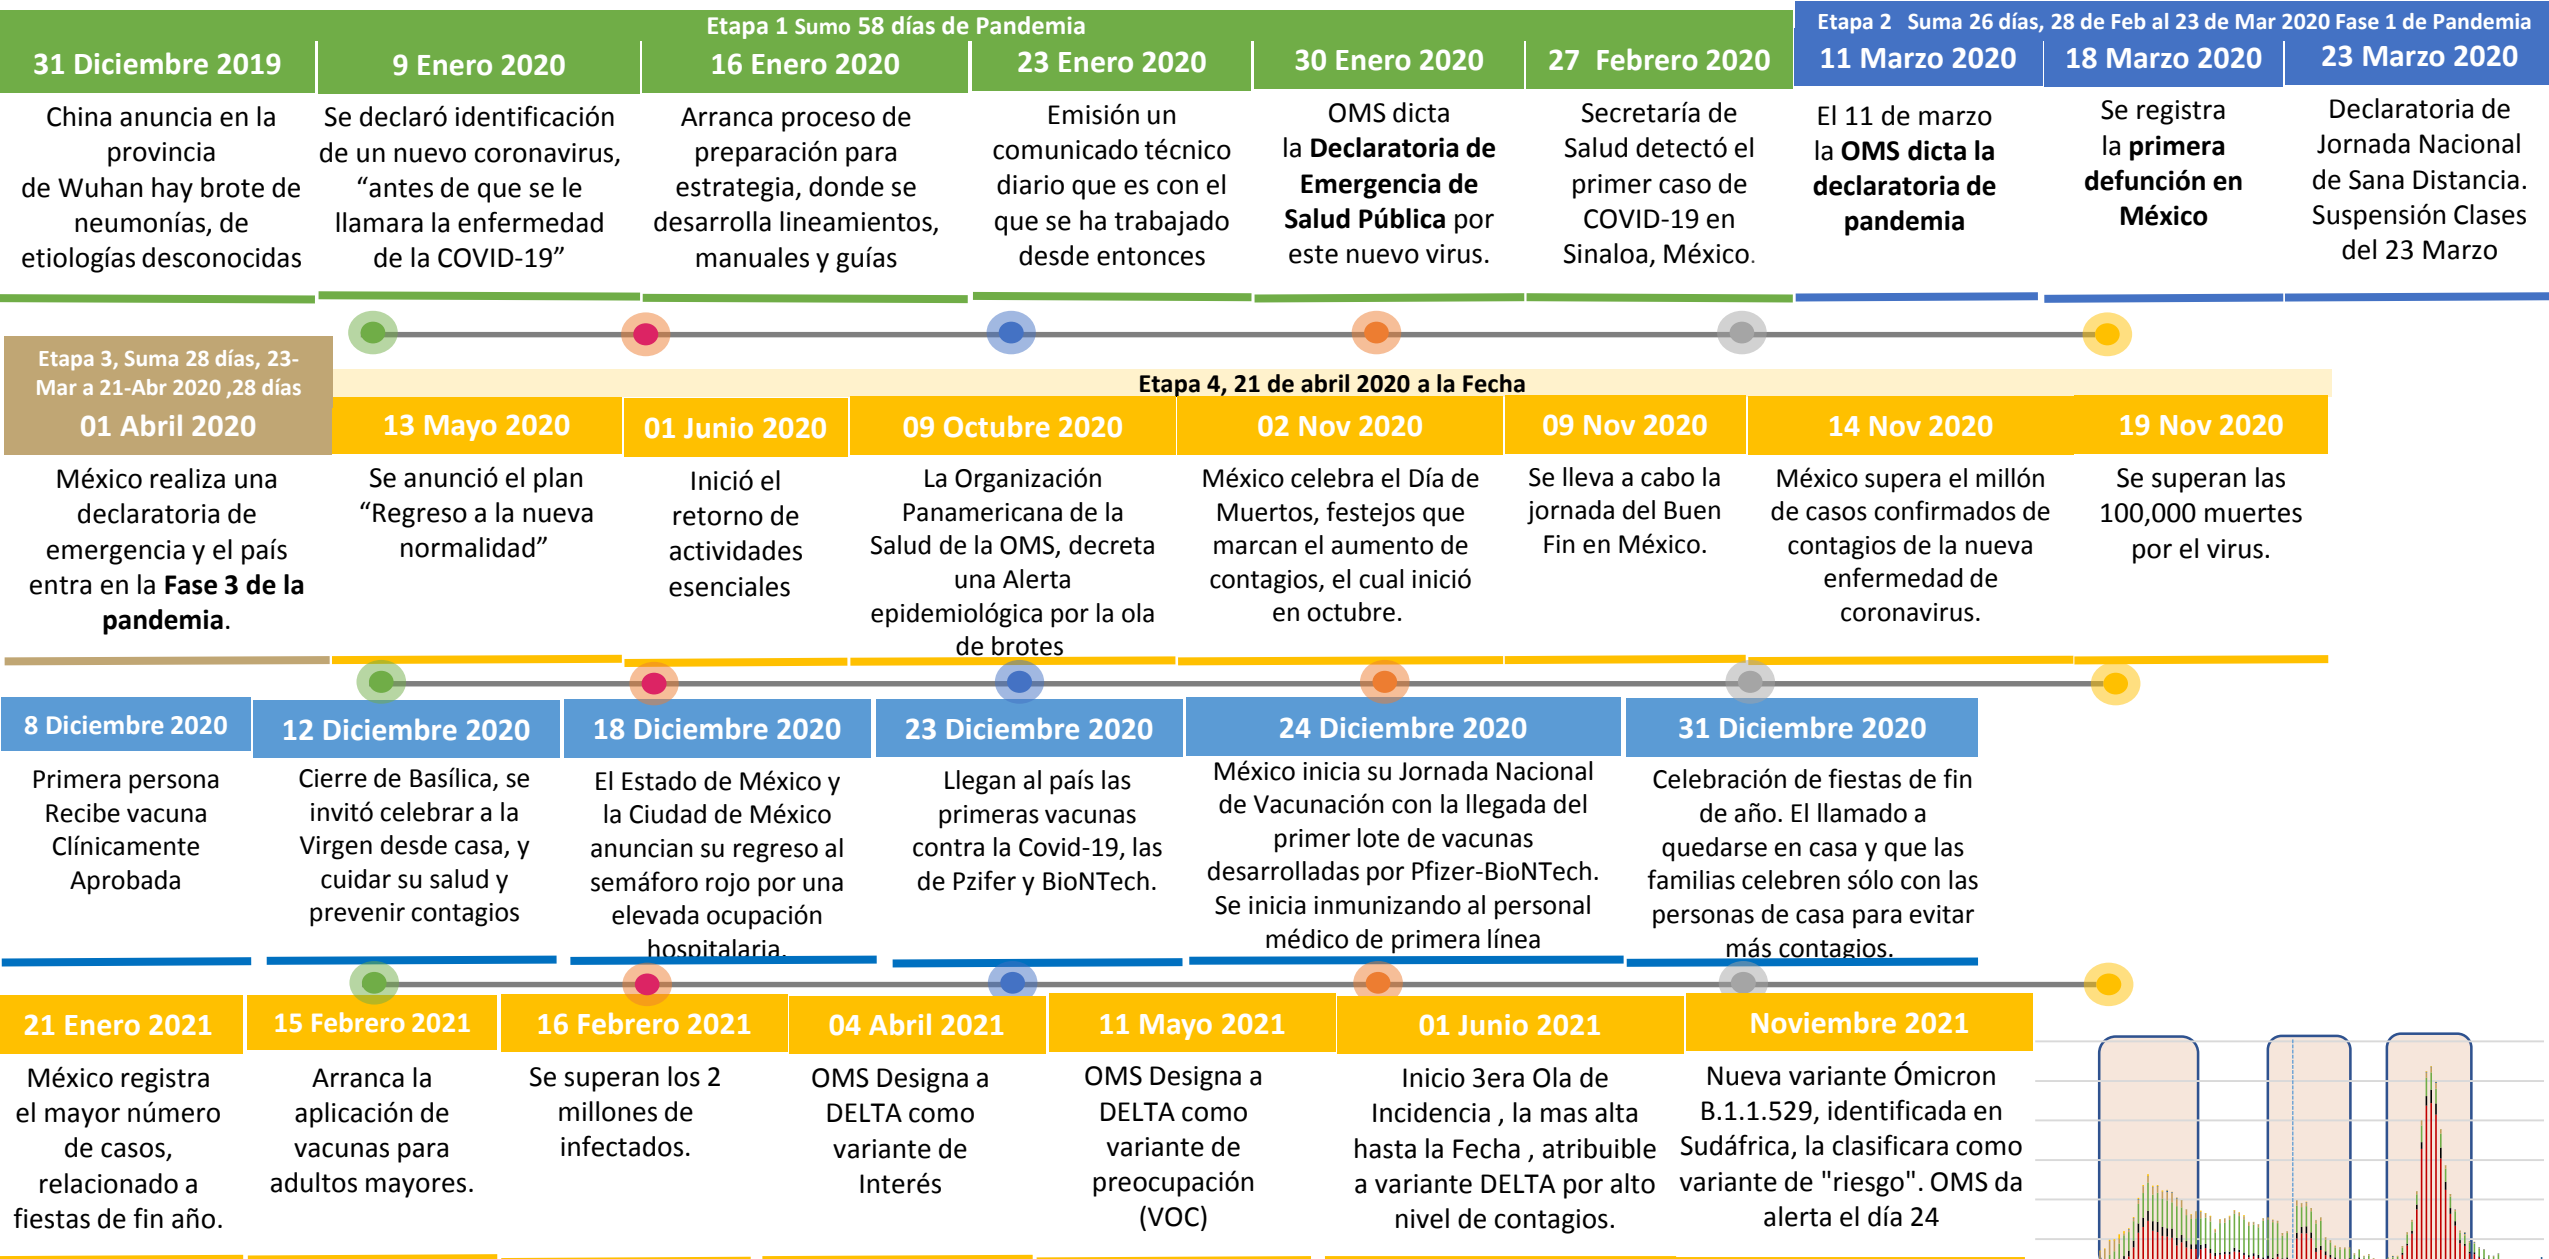 Etapa 1 Sumo 58 días de Pandemia
Etapa 2 Suma 26 días, 28 de Feb al 23 de Mar 2020 Fase 1 de Pandemia
31 Diciembre 2019
China anuncia en la
provincia
de Wuhan hay brote de
neumonías, de
etiologías desconocidas
9 Enero 2020
Se declaró identificación
de un nuevo coronavirus,
“antes de que se le
llamara la enfermedad
de la COVID-19”
16 Enero 2020
Arranca proceso de
preparación para
estrategia, donde se
desarrolla lineamientos,
manuales y guías
23 Enero 2020
Emisión un
comunicado técnico
diario que es con el
que se ha trabajado
desde entonces
30 Enero 2020
OMS dicta
la Declaratoria de
Emergencia de
Salud Pública por
este nuevo virus.
27 Febrero 2020
Secretaría de
Salud detectó el
primer caso de
COVID-19 en
Sinaloa, México.
11 Marzo 2020
El 11 de marzo
la OMS dicta la
declaratoria de
pandemia
18 Marzo 2020
Se registra
la primera
defunción en
México
23 Marzo 2020
Declaratoria de
Jornada Nacional
de Sana Distancia.
Suspensión Clases
del 23 Marzo
Etapa 3, Suma 28 días, 23-
Mar a 21-Abr 2020 ,28 días
01 Abril 2020
México realiza una
declaratoria de
emergencia y el país
entra en la Fase 3 de la
pandemia.
Etapa 4, 21 de abril 2020 a la Fecha
13 Mayo 2020
Se anunció el plan
“Regreso a la nueva
normalidad”
01 Junio 2020
Inició el
retorno de
actividades
esenciales
09 Octubre 2020
La Organización
Panamericana de la
Salud de la OMS, decreta
una Alerta
epidemiológica por la ola
de brotes
02 Nov 2020
México celebra el Día de
Muertos, festejos que
marcan el aumento de
contagios, el cual inició
en octubre.
09 Nov 2020
Se lleva a cabo la
jornada del Buen
Fin en México.
14 Nov 2020
México supera el millón
de casos confirmados de
contagios de la nueva
enfermedad de
coronavirus.
19 Nov 2020
Se superan las
100,000 muertes
por el virus.
8 Diciembre 2020
Primera persona
Recibe vacuna
Clínicamente
Aprobada
12 Diciembre 2020
Cierre de Basílica, se
invitó celebrar a la
Virgen desde casa, y
cuidar su salud y
prevenir contagios
18 Diciembre 2020
El Estado de México y
la Ciudad de México
anuncian su regreso al
semáforo rojo por una
elevada ocupación
hospitalaria.
23 Diciembre 2020
Llegan al país las
primeras vacunas
contra la Covid-19, las
de Pzifer y BioNTech.
24 Diciembre 2020
México inicia su Jornada Nacional
de Vacunación con la llegada del
primer lote de vacunas
desarrolladas por Pfizer-BioNTech.
Se inicia inmunizando al personal
médico de primera línea
31 Diciembre 2020
Celebración de fiestas de fin
de año. El llamado a
quedarse en casa y que las
familias celebren sólo con las
personas de casa para evitar
más contagios.
21 Enero 2021
México registra
el mayor número
de casos,
relacionado a
fiestas de fin año.
15 Febrero 2021
Arranca la
aplicación de
vacunas para
adultos mayores.
16 Febrero 2021
Se superan los 2
millones de
infectados.
04 Abril 2021
OMS Designa a
DELTA como
variante de
Interés
11 Mayo 2021
OMS Designa a
DELTA como
variante de
preocupación
(VOC)
01 Junio 2021
Inicio 3era Ola de
Incidencia , la mas alta
hasta la Fecha , atribuible
a variante DELTA por alto
nivel de contagios.
Noviembre 2021
Nueva variante Ómicron
B.1.1.529, identificada en
Sudáfrica, la clasificara como
variante de "riesgo". OMS da
alerta el día 24